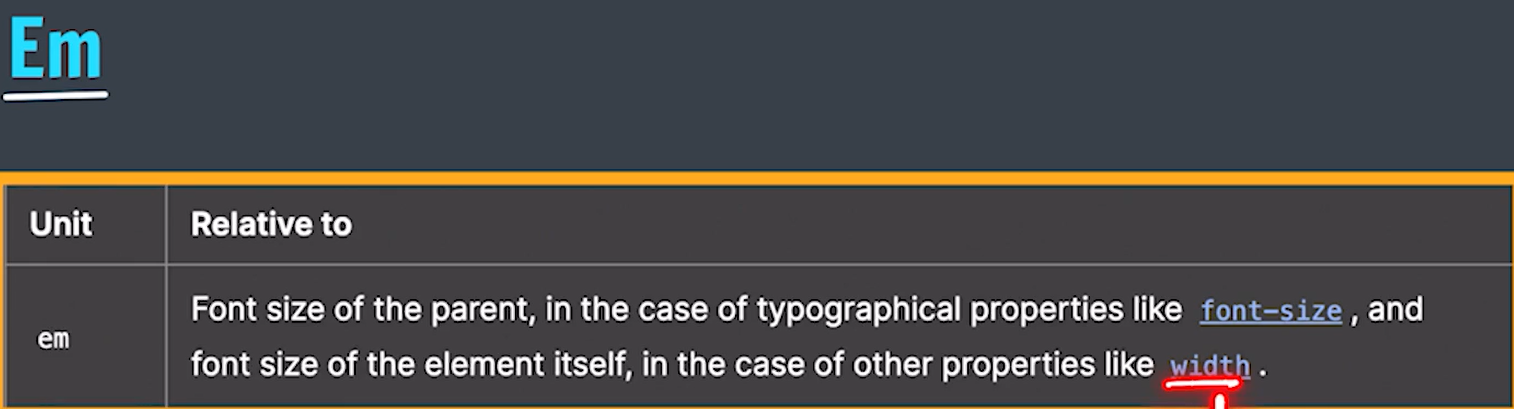 Em
Unit
Relative to
em
Font size of the parent, in the case of typographical properties like font-size, and
font size of the element itself, in the case of other properties like width.